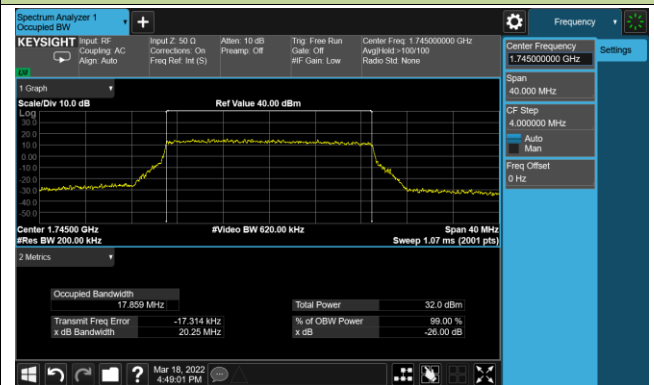 Spectrum Analyzer 1
Occupied BW
Frequency
KEYSIGHT
Input: RF
Coupling: AC
Align: Auto
Input Z: 50 Ω
Corrections: On
Freq Ref: Int (S)
Atten: 10 dB
Preamp: Off
Trig: Free Run
Gate: Off
#IF Gain: Low
Center Freq: 1.745000000 GHz
Avg|Hold:>100/100
Radio Std: None
Center Frequency
1.745000000 GHz
Settings
Span
40.000 MHz
CF Step
4.000000 MHz
Auto
Man
Freq Offset
0 Hz
1 Graph
Scale/Div 10.0 dB
Ref Value 40.00 dBm
Log
30.0
20.0
10.0
0.00
-10.0
-20.0
-30.0
-40.0
-50.0
Center 1.74500 GHz
#Video BW 620.00 kHz
Span 40 MHz
#Res BW 200.00 kHz
Sweep 1.07 ms (2001 pts)
2 Metrics
Occupied Bandwidth
17.859 MHz
Total Power
32.0 dBm
Transmit Freq Error
-17.314 kHz
% of OBW Power
99.00 %
x dB Bandwidth
20.25 MHz
x dB
-26.00 dB
Mar 18, 2022
4:49:01 PM